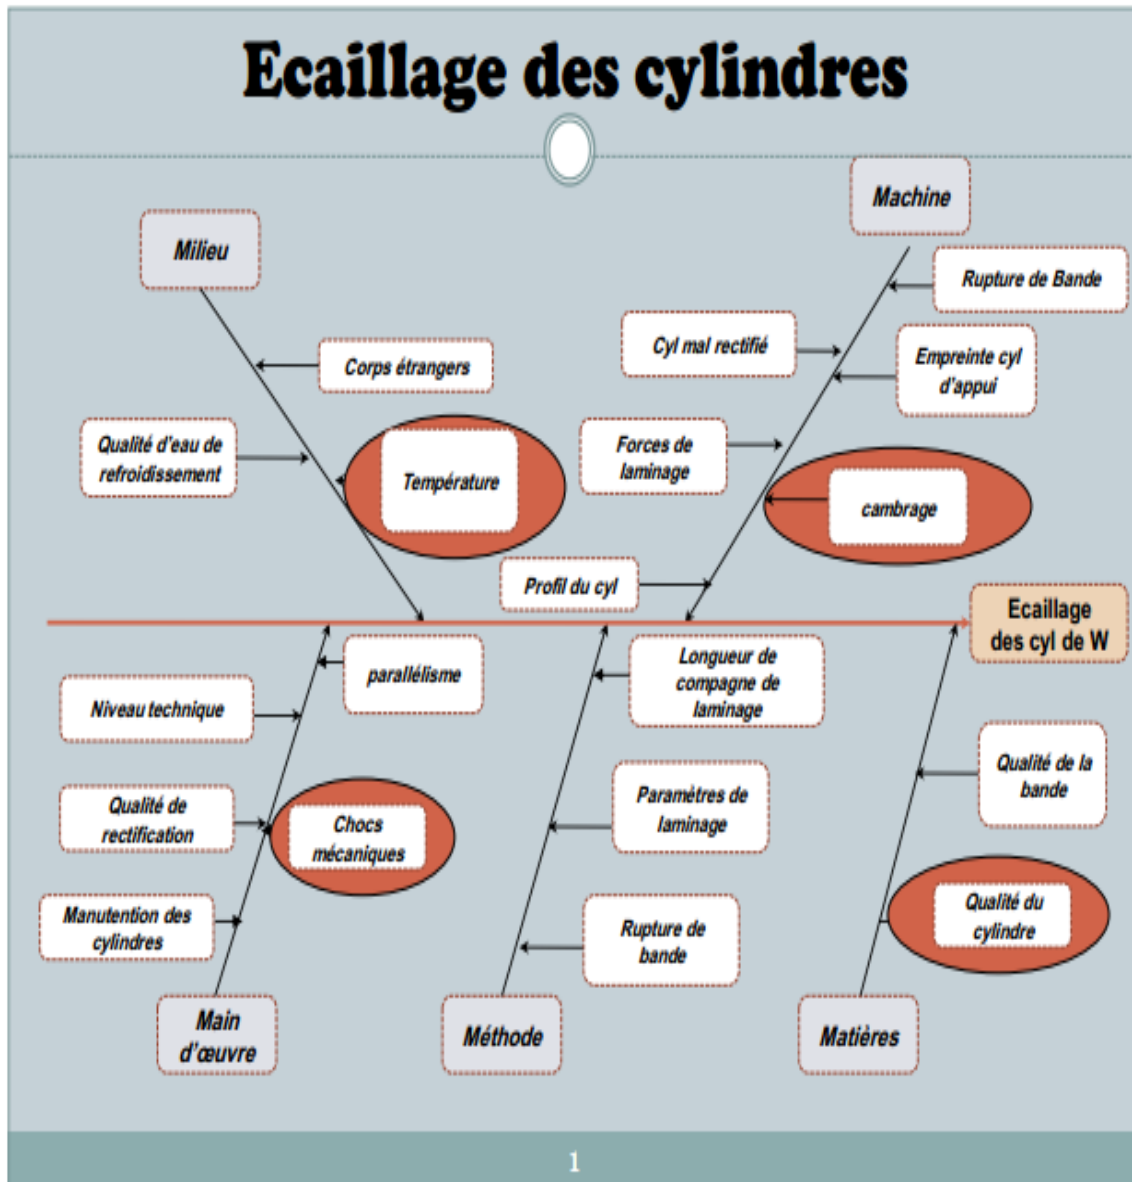 Ecaillage des cylindres
Machine
Milieu
Rupture de Bande
Cyl mal rectifié
Empreinte cyl
d'appui
Corps étrangers
Qualité d'eau de
refroidissement
Forces de
laminage
Température
cambrage
Profil du cyl
Ecaillage
des cyl de W
parallélisme
Longueur de
compagne de
laminage
Niveau technique
Qualité de la
bande
Qualité de
rectification
Chocs
mécaniques
Paramètres de
laminage
Manutention des
cylindres
Rupture de
bande
Qualité du
cylindre
Main
d'œuvre
Méthode
Matières
1